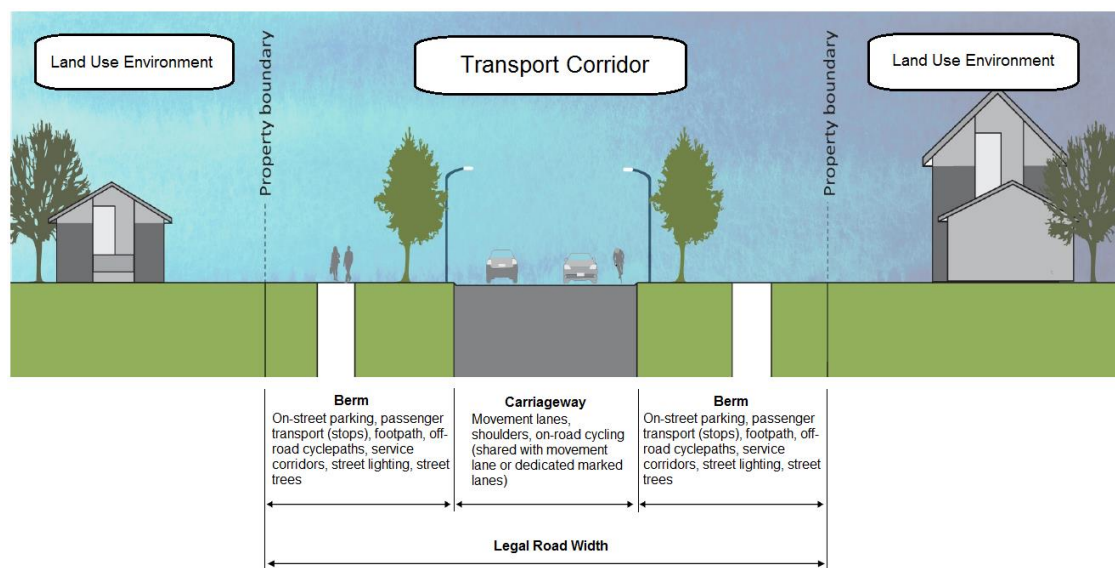 Land Use Environment
Transport Corridor
Land Use Environment
Property boundary
Property boundary
Berm
On-street parking, passenger
transport (stops), footpath, off-
road cyclepaths, service
corridors, street lighting, street
trees
Carriageway
Movement lanes,
shoulders, on-road cycling
(shared with movement
lane or dedicated marked
lanes)
Berm
On-street parking, passenger
transport (stops), footpath, off-
road cyclepaths, service
corridors, street lighting, street
trees
Legal Road Width